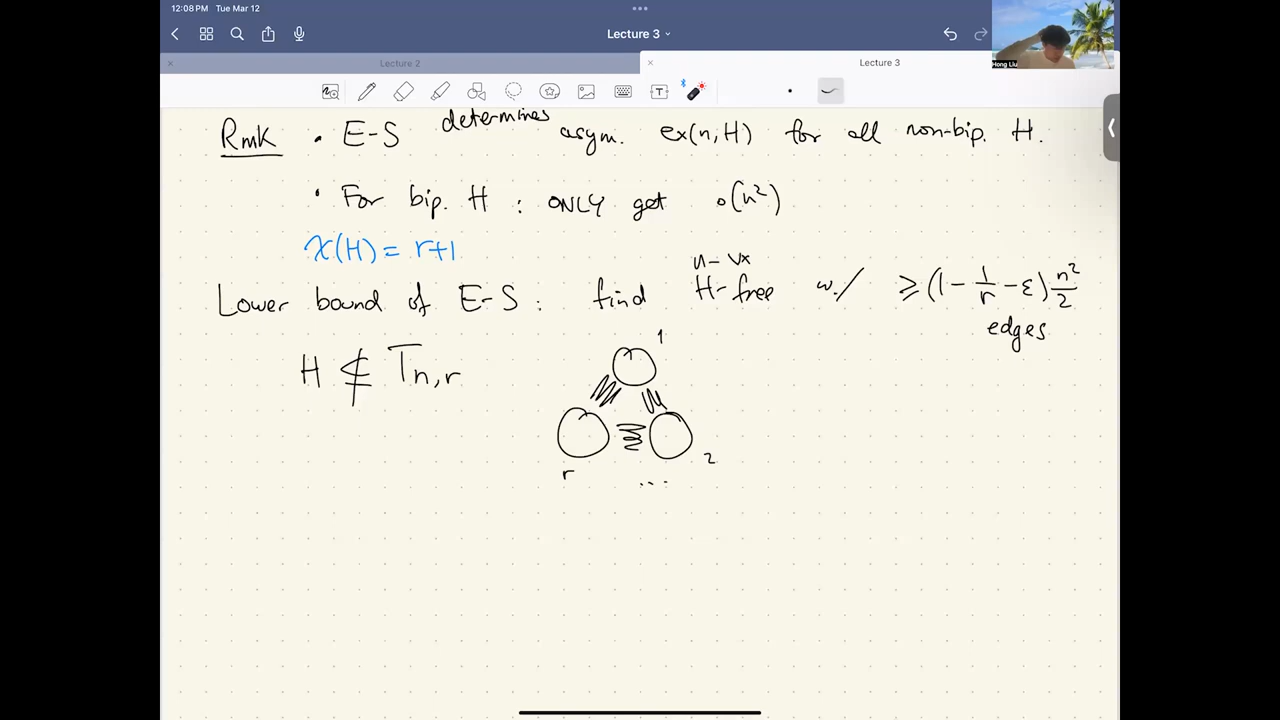 12:08 PM Tue Mar 12
Lecture 3
Hong Liu
Lecture 2
Lecture 3
T
Rmk · E-S determines asym. ex(n, H) for all non-bip. H.
· For bip. H : ONLY get o(n²)
χ(H) = r+1
n-vx
Lower bound of E-S : find H-free w./ ≥ (1 - 1/r - ε) n²/2
edges
H ⊄ Tn,r
1
r
2
...